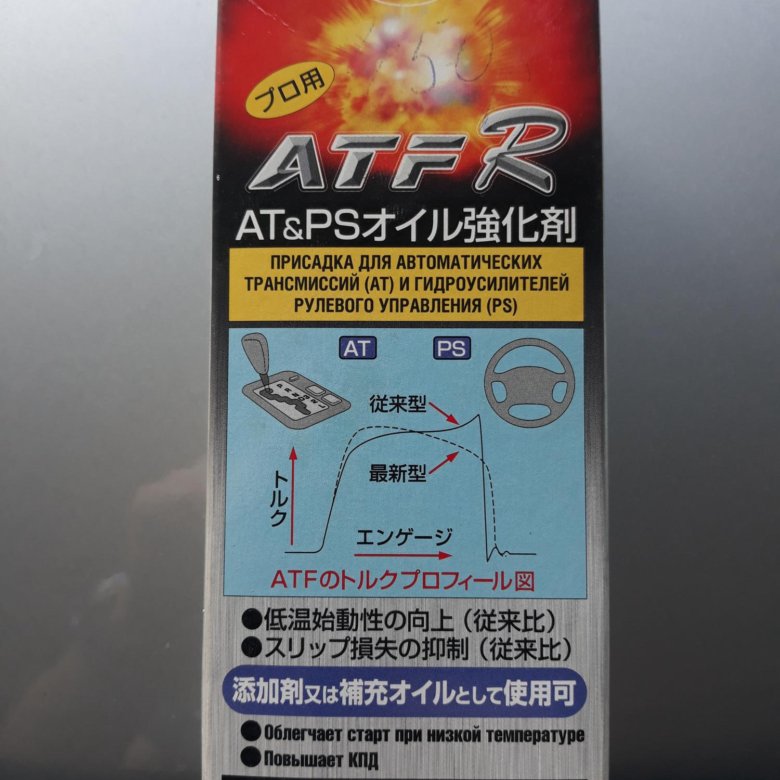 550
プロ用
ATF R
AT&PSオイル強化剤
ПРИСАДКА ДЛЯ АВТОМАТИЧЕСКИХ
ТРАНСМИССИЙ (АТ) И ГИДРОУСИЛИТЕЛЕЙ
РУЛЕВОГО УПРАВЛЕНИЯ (PS)
AT
PS
従来型
最新型
トルク
エンゲージ
ATFのトルクプロフィール図
●低温始動性の向上（従来比）
●スリップ損失の抑制（従来比）
添加剤又は補充オイルとして使用可
●Облегчает старт при низкой температуре
●Повышает КПД